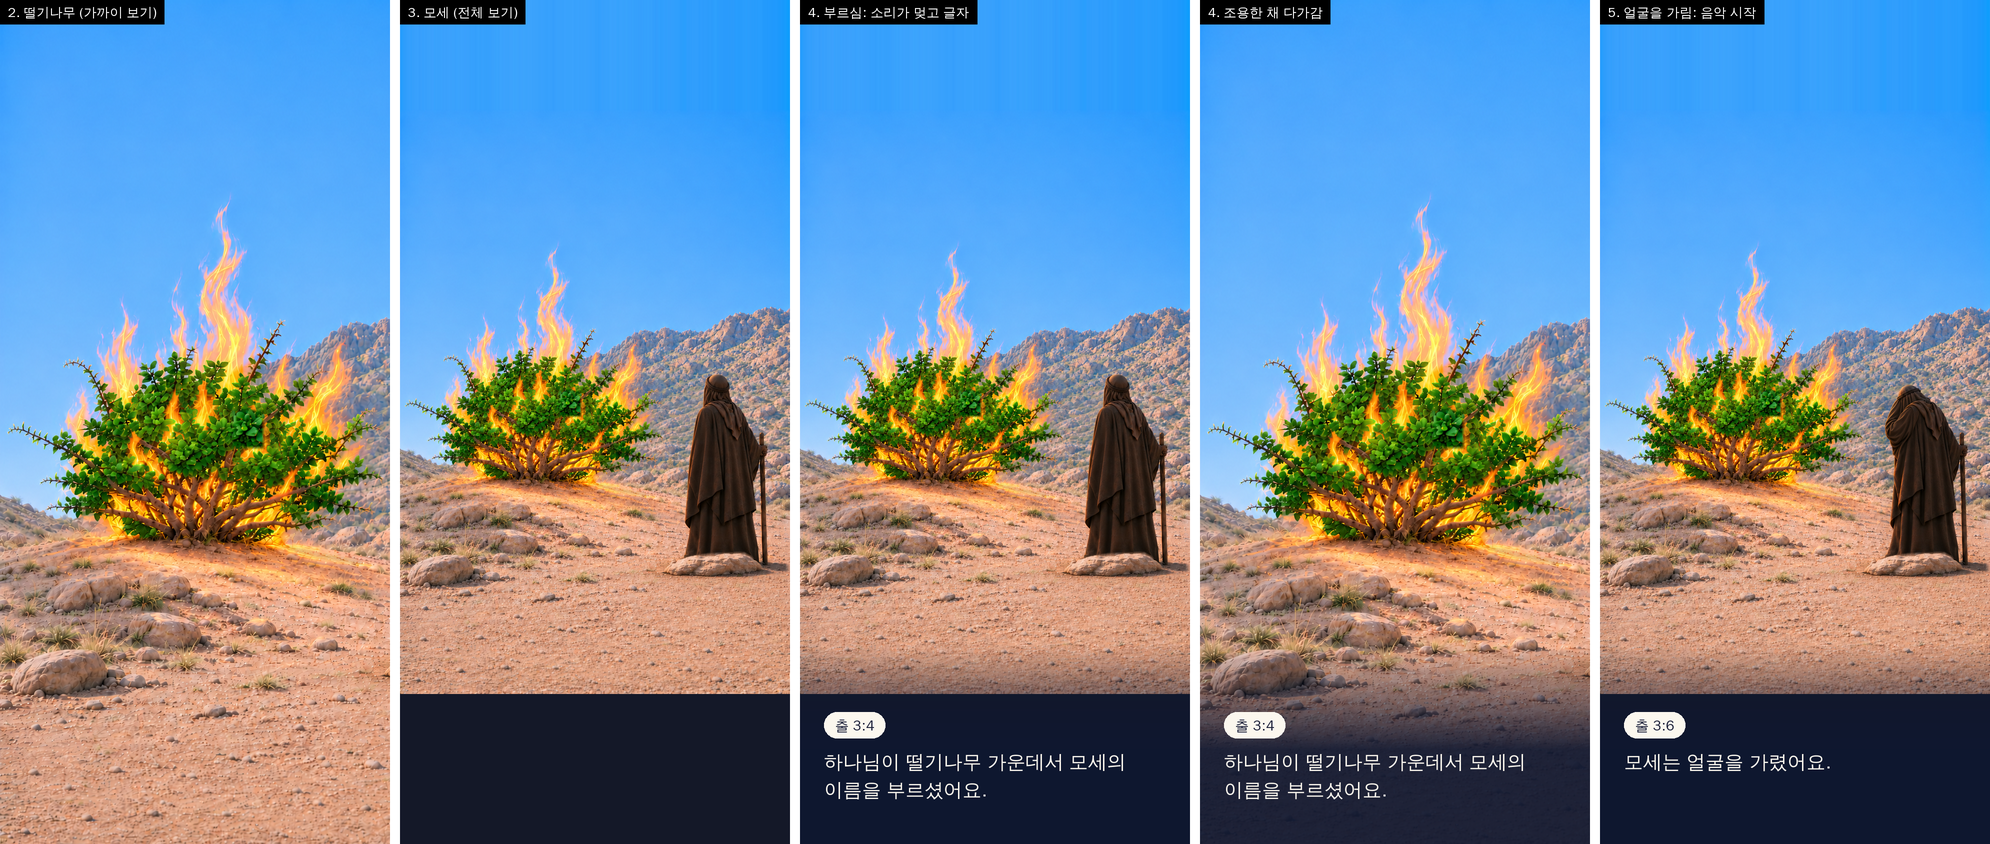 2. 떨기나무 (가까이 보기)
3. 모세 (전체 보기)
4. 부르심: 소리가 멎고 글자
출 3:4
하나님이 떨기나무 가운데서 모세의
이름을 부르셨어요.
4. 조용한 채 다가감
출 3:4
하나님이 떨기나무 가운데서 모세의
이름을 부르셨어요.
5. 얼굴을 가림: 음악 시작
출 3:6
모세는 얼굴을 가렸어요.